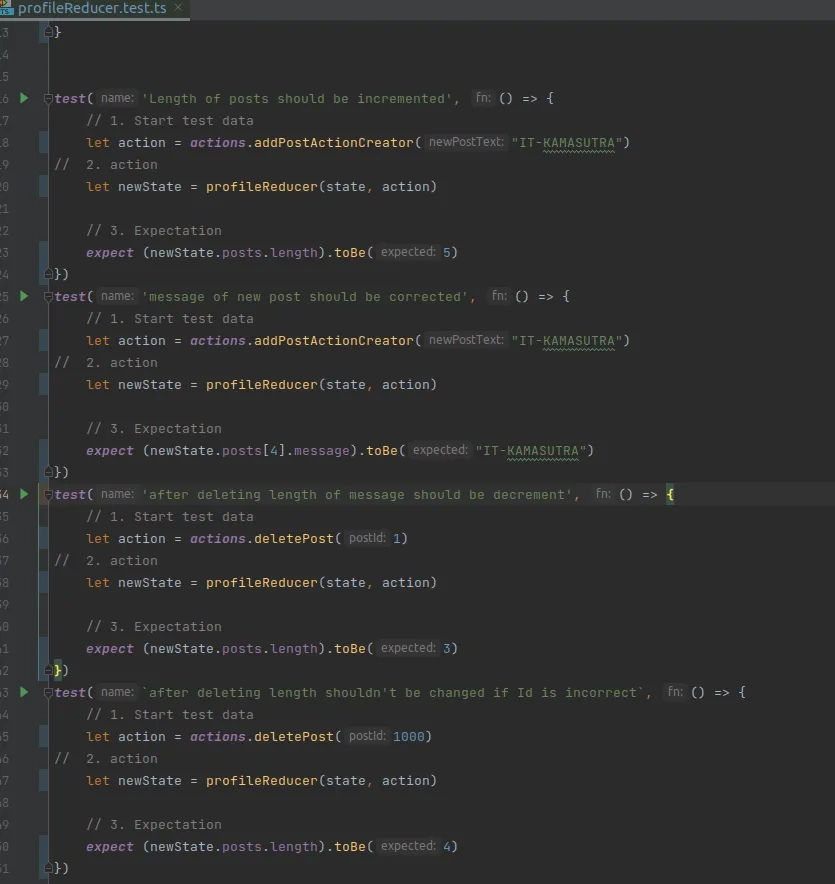 profileReducer.test.ts
13 }
14
15
16 test( name: 'Length of posts should be incremented', fn: () => {
17 // 1. Start test data
18 let action = actions.addPostActionCreator( newPostText: "IT-KAMASUTRA")
19 // 2. action
20 let newState = profileReducer(state, action)
21
22 // 3. Expectation
23 expect (newState.posts.length).toBe( expected: 5)
24 })
25 test( name: 'message of new post should be corrected', fn: () => {
26 // 1. Start test data
27 let action = actions.addPostActionCreator( newPostText: "IT-KAMASUTRA")
28 // 2. action
29 let newState = profileReducer(state, action)
30
31 // 3. Expectation
32 expect (newState.posts[4].message).toBe( expected: "IT-KAMASUTRA")
33 })
34 test( name: 'after deleting length of message should be decrement', fn: () => {
35 // 1. Start test data
36 let action = actions.deletePost( postId: 1)
37 // 2. action
38 let newState = profileReducer(state, action)
39
40 // 3. Expectation
41 expect (newState.posts.length).toBe( expected: 3)
42 })
43 test( name: `after deleting length shouldn't be changed if Id is incorrect`, fn: () => {
44 // 1. Start test data
45 let action = actions.deletePost( postId: 1000)
46 // 2. action
47 let newState = profileReducer(state, action)
48
49 // 3. Expectation
50 expect (newState.posts.length).toBe( expected: 4)
51 })